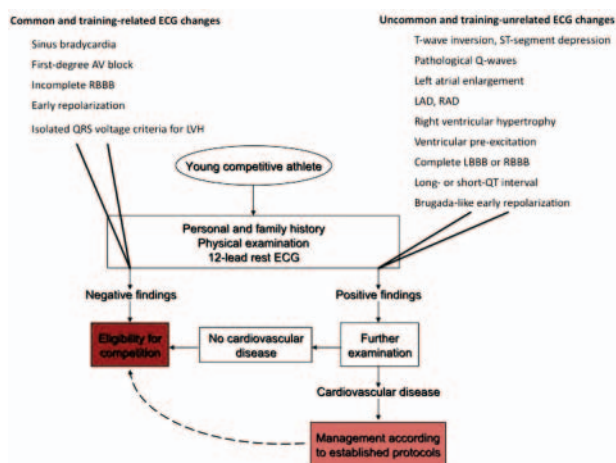 Common and training-related ECG changes
Sinus bradycardia
First-degree AV block
Incomplete RBBB
Early repolarization
Isolated QRS voltage criteria for LVH
Uncommon and training-unrelated ECG changes
T-wave inversion, ST-segment depression
Pathological Q-waves
Left atrial enlargement
LAD, RAD
Right ventricular hypertrophy
Ventricular pre-excitation
Complete LBBB or RBBB
Long- or short-QT interval
Brugada-like early repolarization
Young competitive athlete
Personal and family history
Physical examination
12-lead rest ECG
Negative findings
Positive findings
Eligibility for
competition
No cardiovascular
disease
Further
examination
Cardiovascular disease
Management according
to established protocols